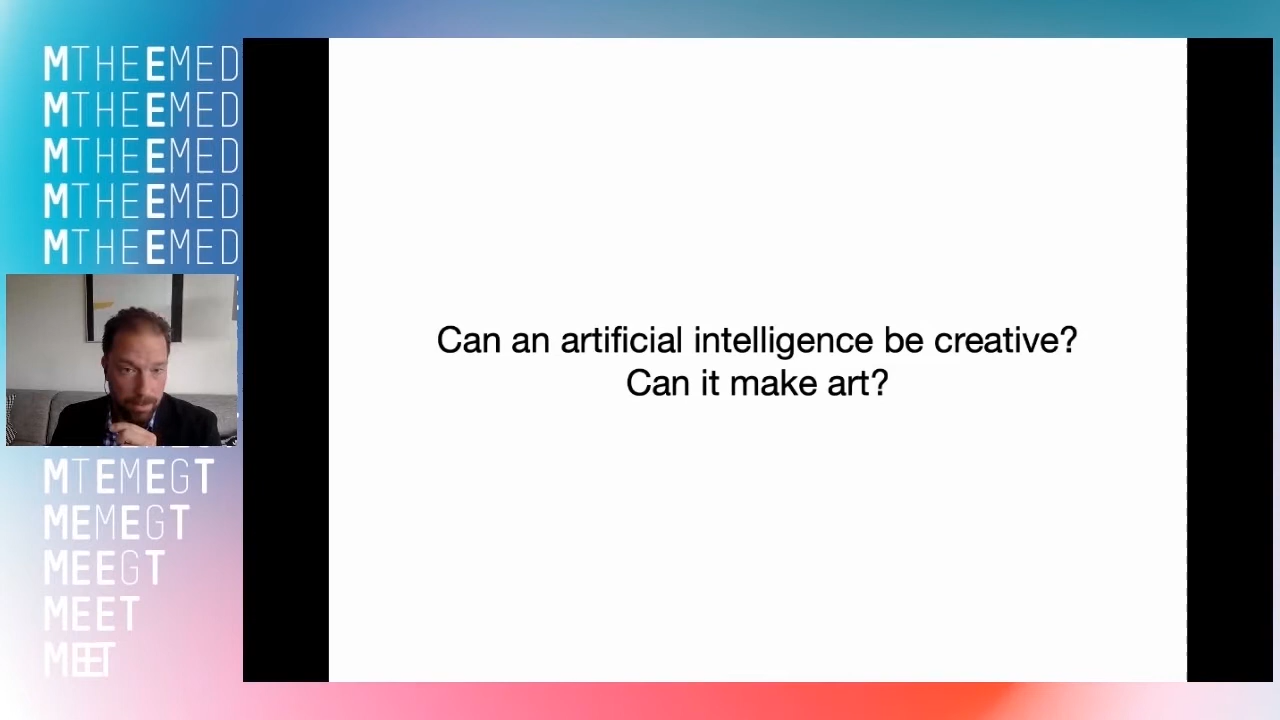 MTHEEMED
MTHEEMED
MTHEEMED
MTHEEMED
MTHEEMED
Can an artificial intelligence be creative?
Can it make art?
MTEMEGT
MEMEGT
MEEGT
MEET
MEET